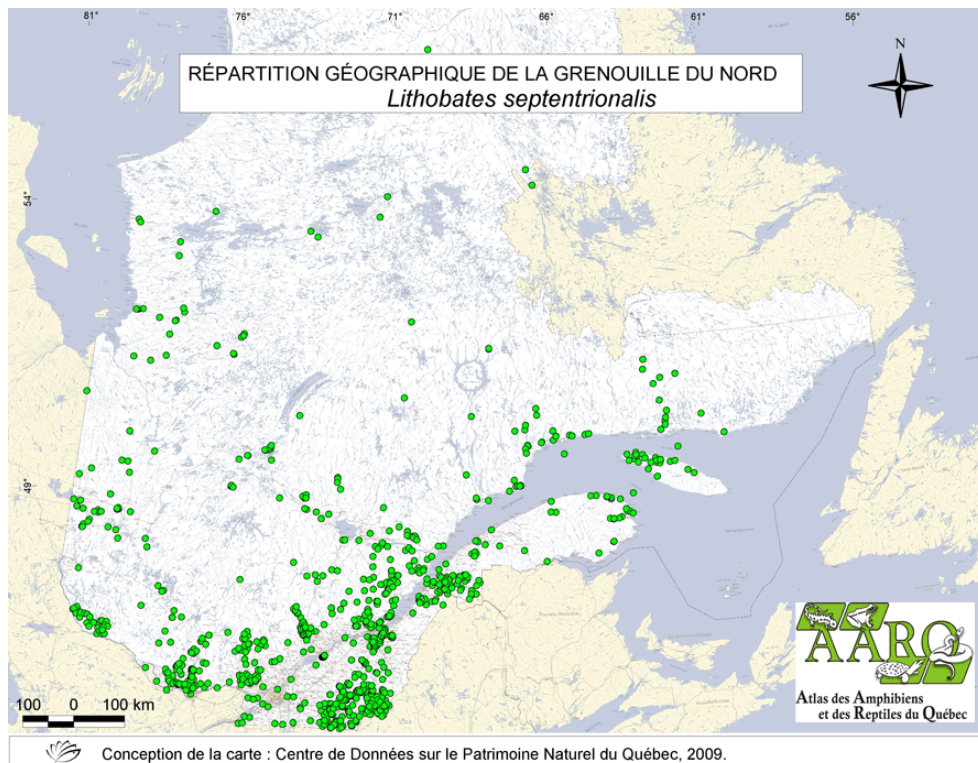 81° 76° 71° 66° 61° 56°
RÉPARTITION GÉOGRAPHIQUE DE LA GRENOUILLE DU NORD
Lithobates septentrionalis
N
54°
49°
100 0 100 km
AARQ
Atlas des Amphibiens
et des Reptiles du Québec
Conception de la carte : Centre de Données sur le Patrimoine Naturel du Québec, 2009.